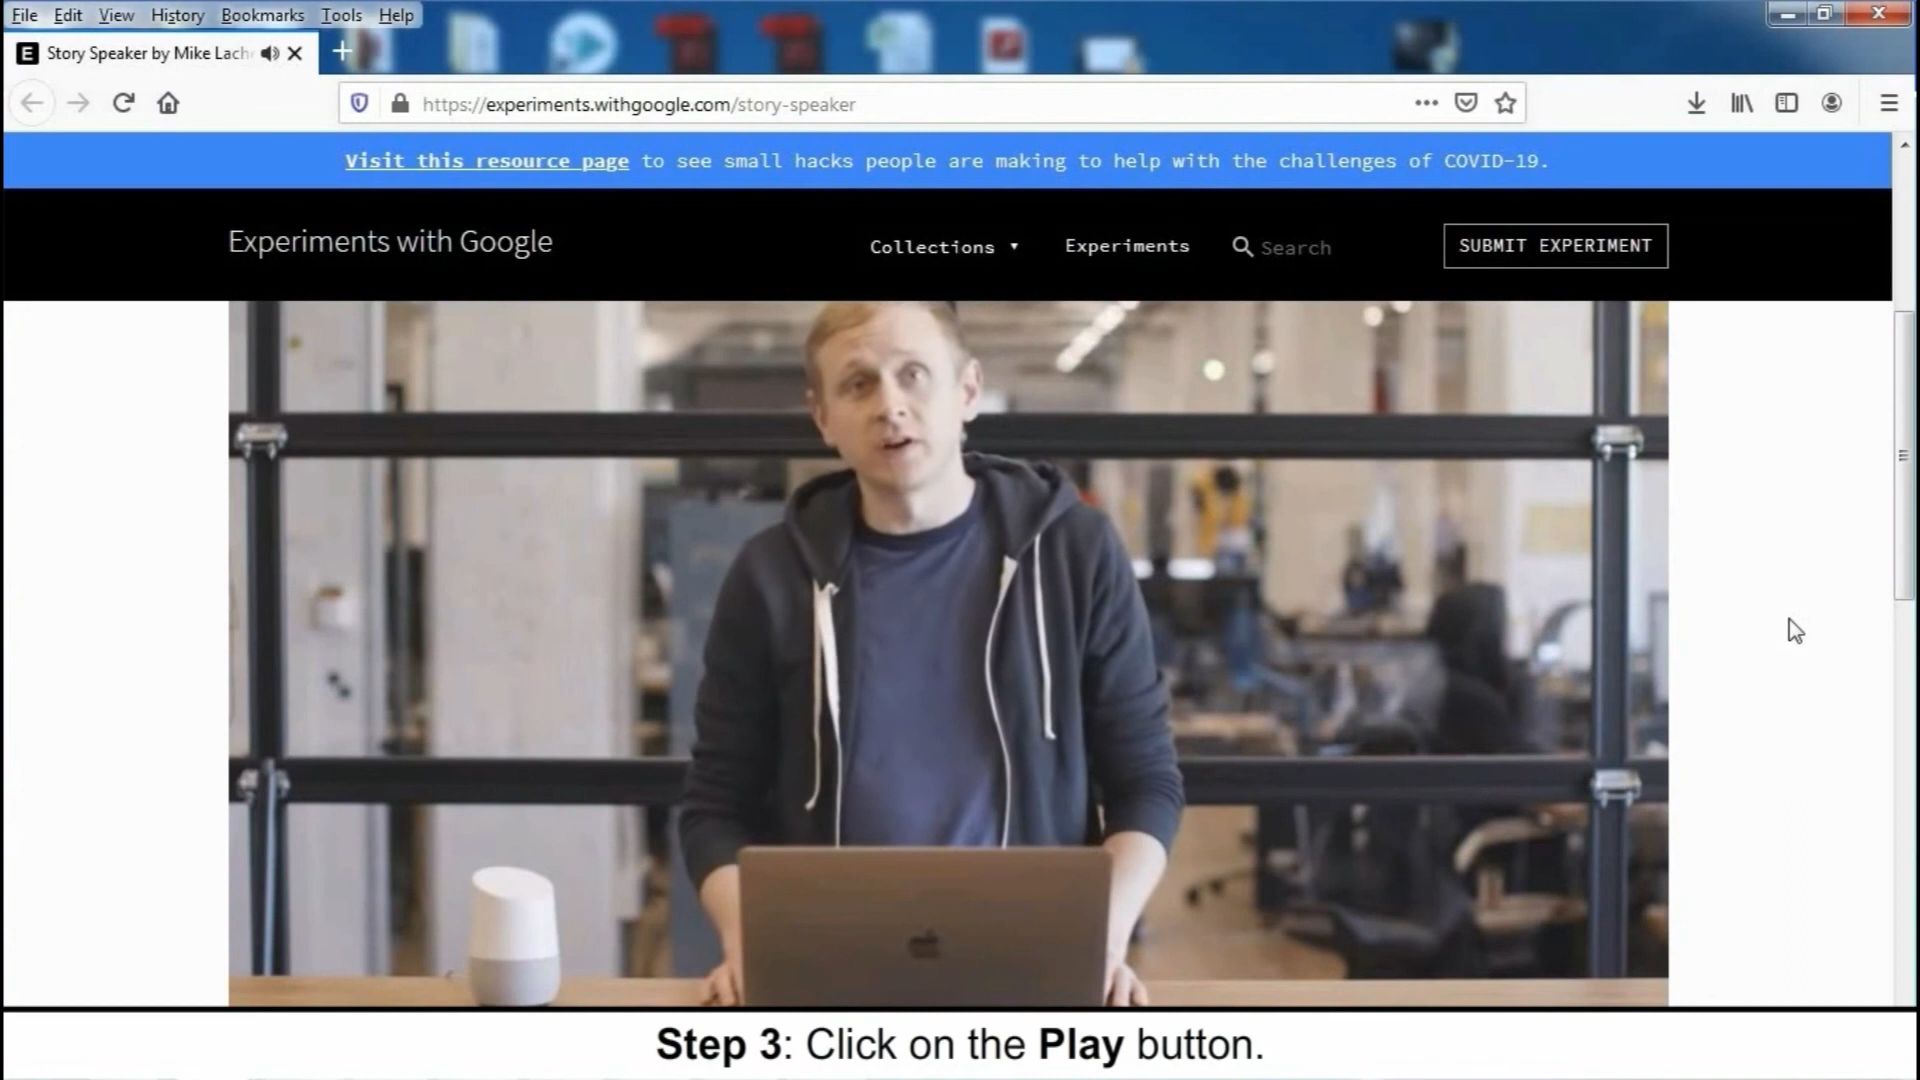 File Edit View History Bookmarks Tools Help
E Story Speaker by Mike Lach
https://experiments.withgoogle.com/story-speaker
Visit this resource page to see small hacks people are making to help with the challenges of COVID-19.
Experiments with Google Collections Experiments Search SUBMIT EXPERIMENT
Step 3: Click on the Play button.